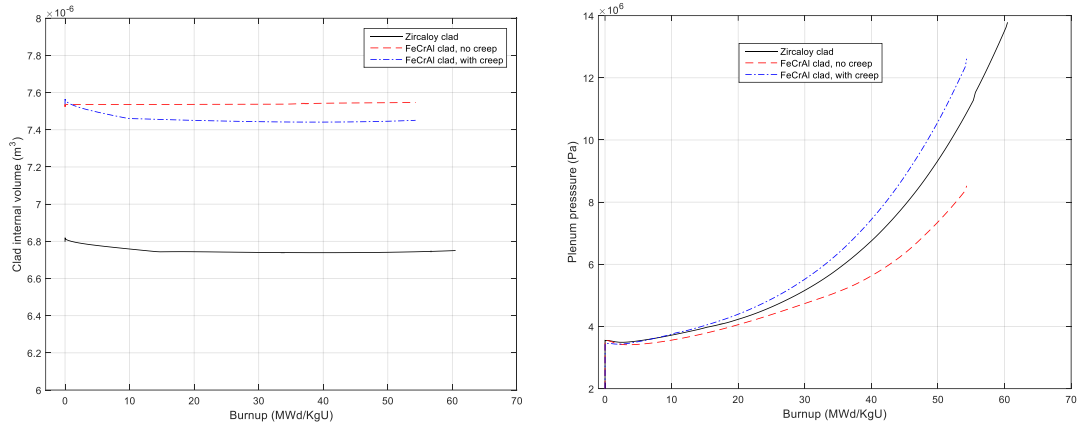 ×10⁻⁶
8
7.8
7.6
7.4
7.2
7
6.8
6.6
6.4
6.2
6
Clad internal volume (m³)
Zircaloy clad
FeCrAl clad, no creep
FeCrAl clad, with creep
0 10 20 30 40 50 60 70
Burnup (MWd/KgU)
×10⁶
14
12
10
8
6
4
2
Plenum presssure (Pa)
Zircaloy clad
FeCrAl clad, no creep
FeCrAl clad, with creep
0 10 20 30 40 50 60 70
Burnup (MWd/KgU)